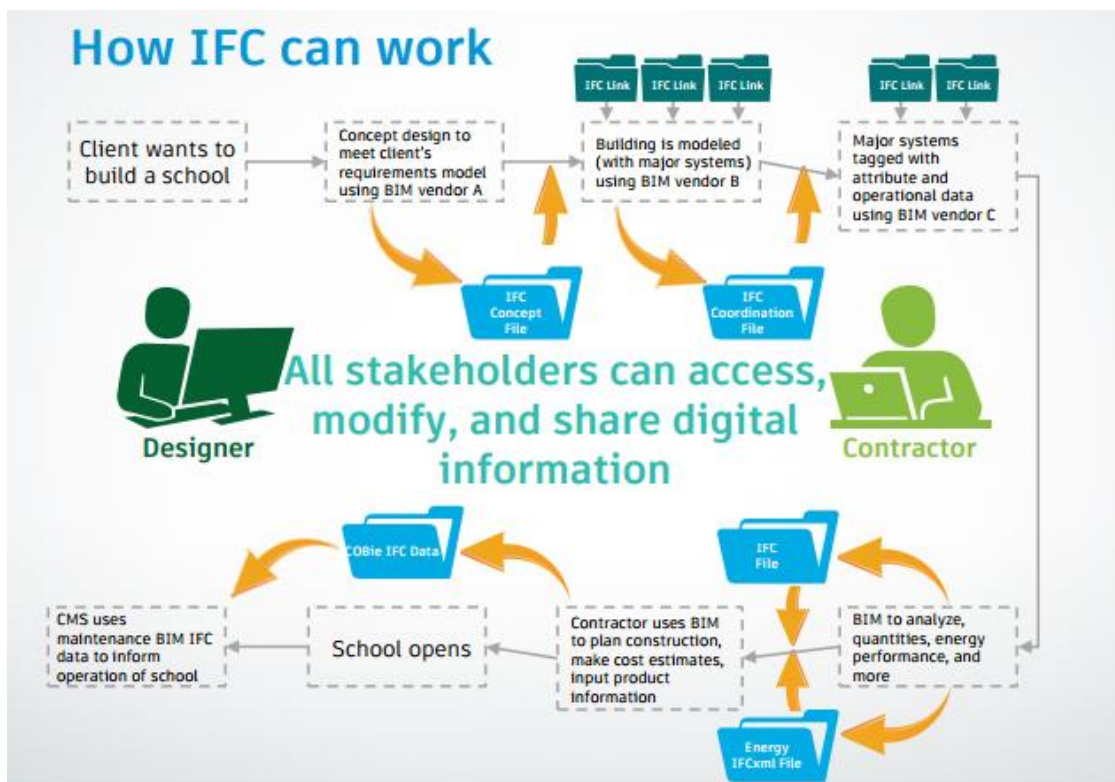 How IFC can work
IFC Link
IFC Link
IFC Link
IFC Link
IFC Link
Client wants to
build a school
Concept design to
meet client's
requirements model
using BIM vendor A
Building is modeled
(with major systems)
using BIM vendor B
Major systems
tagged with
attribute and
operational data
using BIM vendor C
IFC
Concept
File
IFC
Coordination
File
Designer
All stakeholders can access,
modify, and share digital
information
Contractor
COBie IFC Data
IFC
File
CMS uses
maintenance BIM IFC
data to inform
operation of school
School opens
Contractor uses BIM
to plan construction,
make cost estimates,
input product
information
BIM to analyze,
quantities, energy
performance, and
more
Energy
IFCxml File